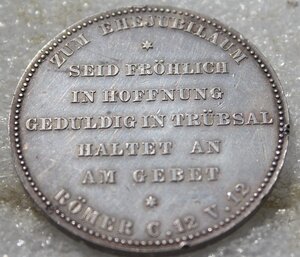 ZUM EHEJUBILÄUM
*
SEID FRÖHLICH
IN HOFFNUNG
GEDULDIG IN TRÜBSAL
HALTET AN
AM GEBET
*
RÖMER C. 12 V. 12